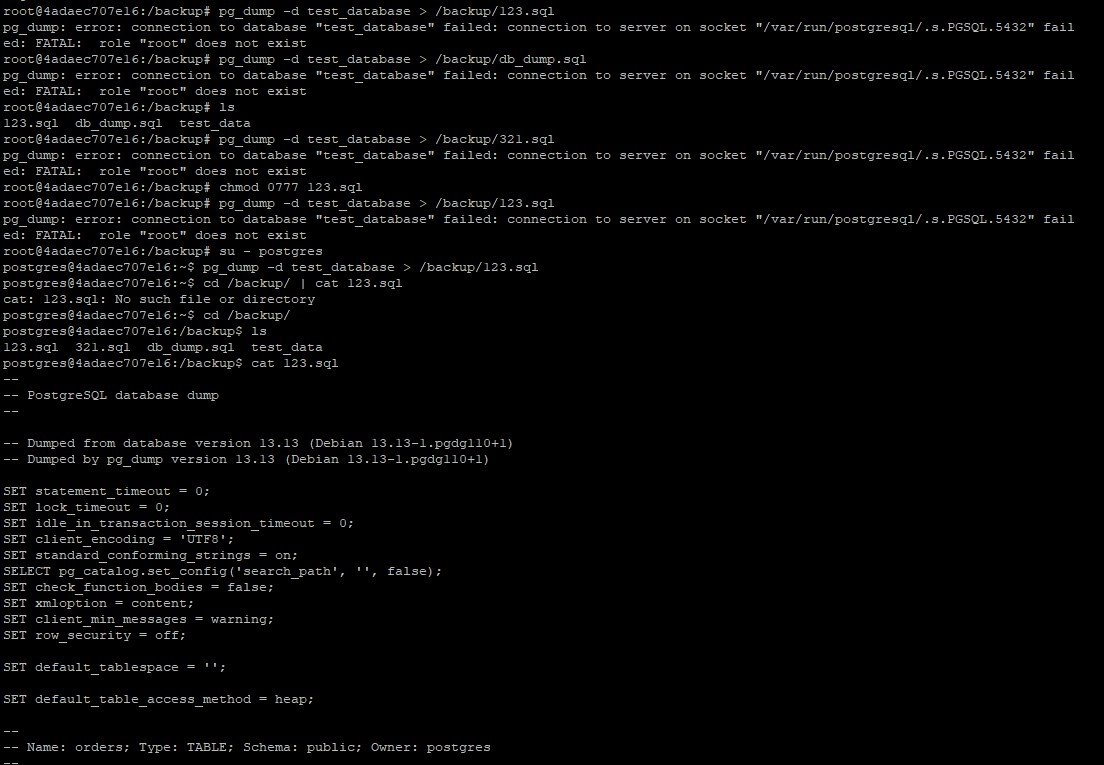 root@4adaec707e16:/backup# pg_dump -d test_database > /backup/123.sql
pg_dump: error: connection to database "test_database" failed: connection to server on socket "/var/run/postgresql/.s.PGSQL.5432" fail
ed: FATAL:  role "root" does not exist
root@4adaec707e16:/backup# pg_dump -d test_database > /backup/db_dump.sql
pg_dump: error: connection to database "test_database" failed: connection to server on socket "/var/run/postgresql/.s.PGSQL.5432" fail
ed: FATAL:  role "root" does not exist
root@4adaec707e16:/backup# ls
123.sql  db_dump.sql  test_data
root@4adaec707e16:/backup# pg_dump -d test_database > /backup/321.sql
pg_dump: error: connection to database "test_database" failed: connection to server on socket "/var/run/postgresql/.s.PGSQL.5432" fail
ed: FATAL:  role "root" does not exist
root@4adaec707e16:/backup# chmod 0777 123.sql
root@4adaec707e16:/backup# pg_dump -d test_database > /backup/123.sql
pg_dump: error: connection to database "test_database" failed: connection to server on socket "/var/run/postgresql/.s.PGSQL.5432" fail
ed: FATAL:  role "root" does not exist
root@4adaec707e16:/backup# su - postgres
postgres@4adaec707e16:~$ pg_dump -d test_database > /backup/123.sql
postgres@4adaec707e16:~$ cd /backup/ | cat 123.sql
cat: 123.sql: No such file or directory
postgres@4adaec707e16:~$ cd /backup/
postgres@4adaec707e16:/backup$ ls
123.sql  321.sql  db_dump.sql  test_data
postgres@4adaec707e16:/backup$ cat 123.sql
--
-- PostgreSQL database dump
--
-- Dumped from database version 13.13 (Debian 13.13-1.pgdg110+1)
-- Dumped by pg_dump version 13.13 (Debian 13.13-1.pgdg110+1)
SET statement_timeout = 0;
SET lock_timeout = 0;
SET idle_in_transaction_session_timeout = 0;
SET client_encoding = 'UTF8';
SET standard_conforming_strings = on;
SELECT pg_catalog.set_config('search_path', '', false);
SET check_function_bodies = false;
SET xmloption = content;
SET client_min_messages = warning;
SET row_security = off;
SET default_tablespace = '';
SET default_table_access_method = heap;
--
-- Name: orders; Type: TABLE; Schema: public; Owner: postgres
--